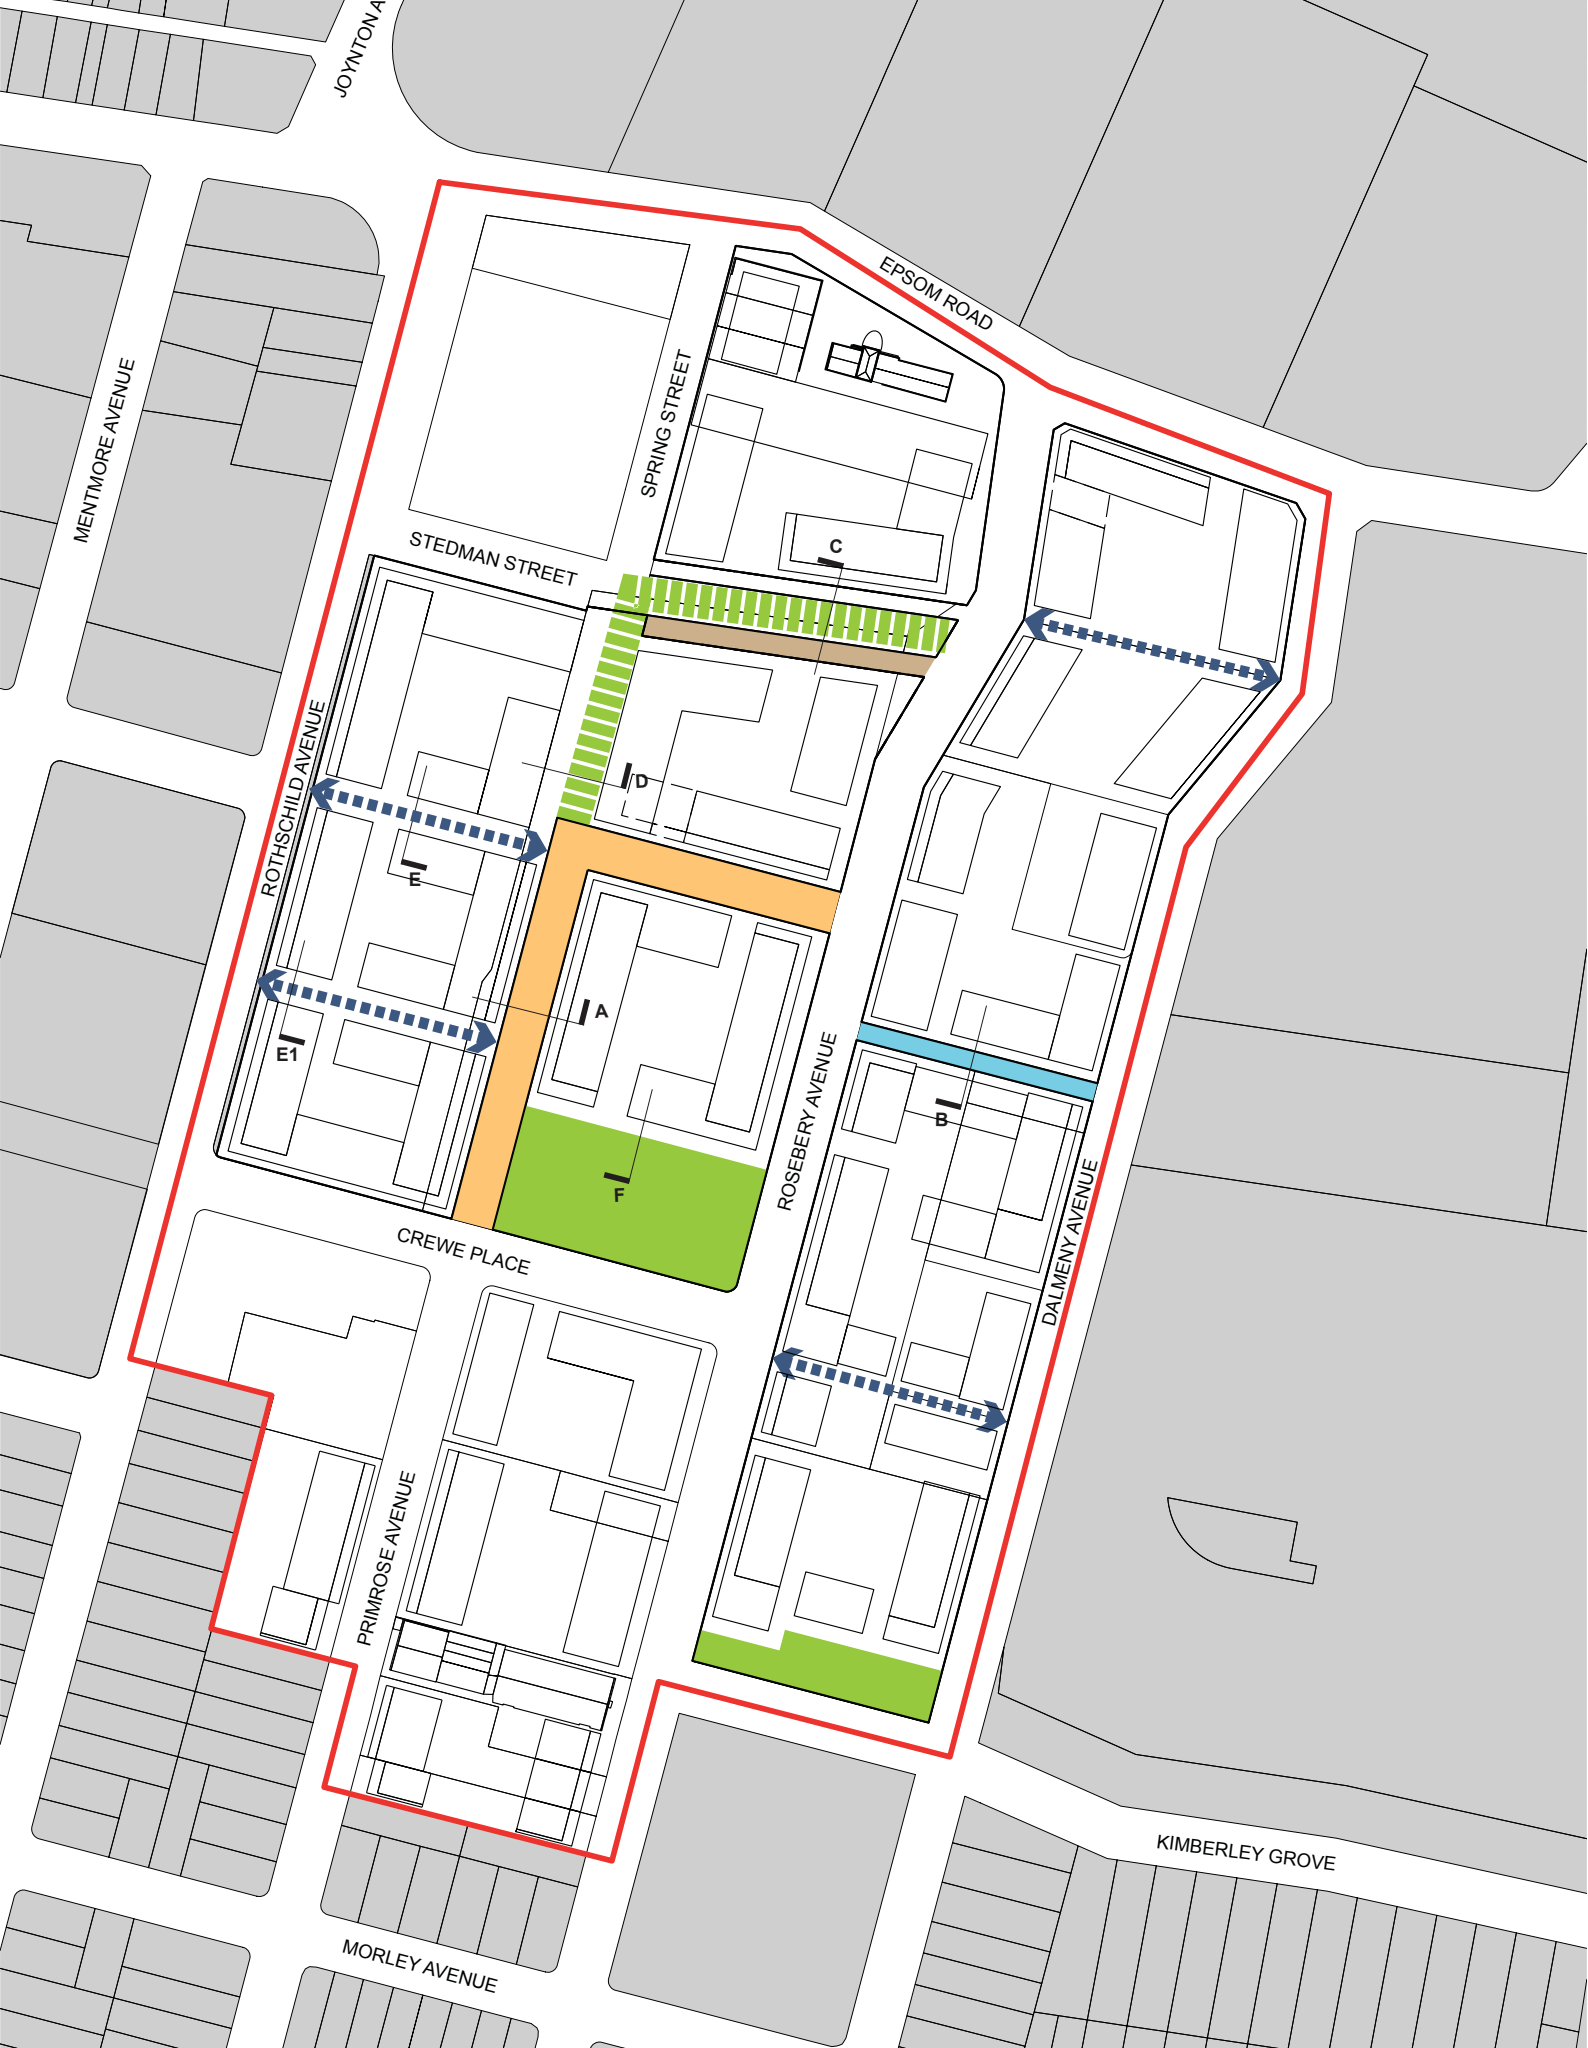 JOYNTON A
EPSOM ROAD
MENTMORE AVENUE
SPRING STREET
STEDMAN STREET
C
ROTHSCHILD AVENUE
D
E
A
E1
B
ROSEBERY AVENUE
F
CREWE PLACE
DALMENY AVENUE
PRIMROSE AVENUE
KIMBERLEY GROVE
MORLEY AVENUE